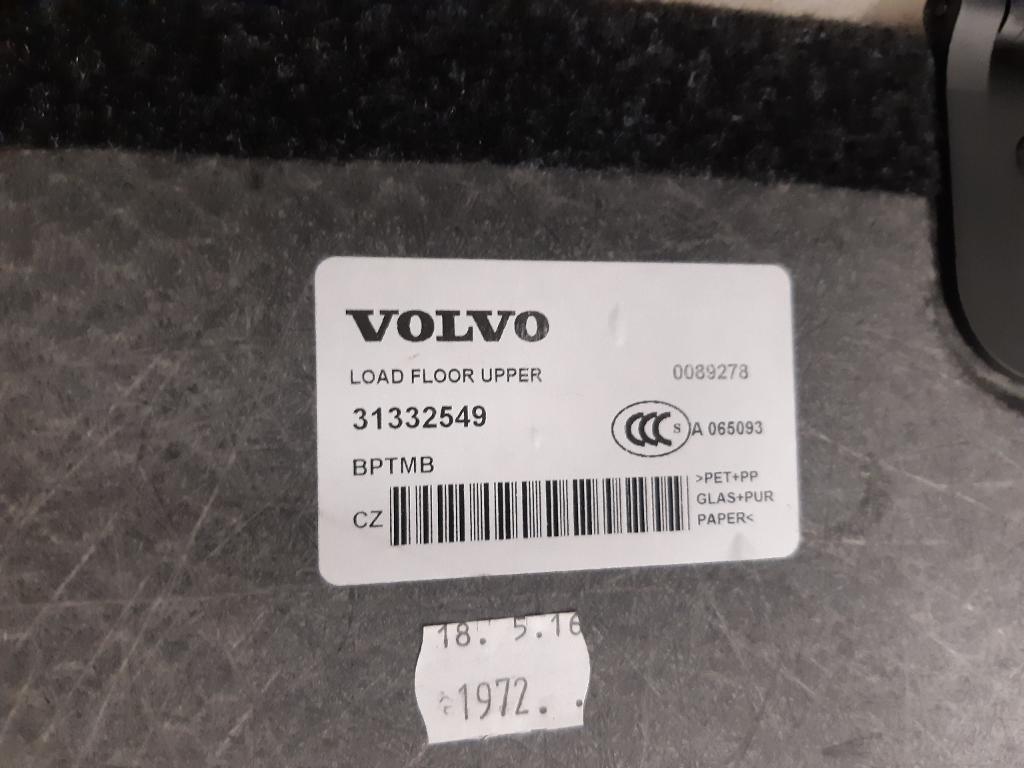 VOLVO
LOAD FLOOR UPPER
0089278
31332549
CCC S A 065093
BPTMB
CZ
>PET+PP
GLAS+PUR
PAPER<
18. 5.16
1972.